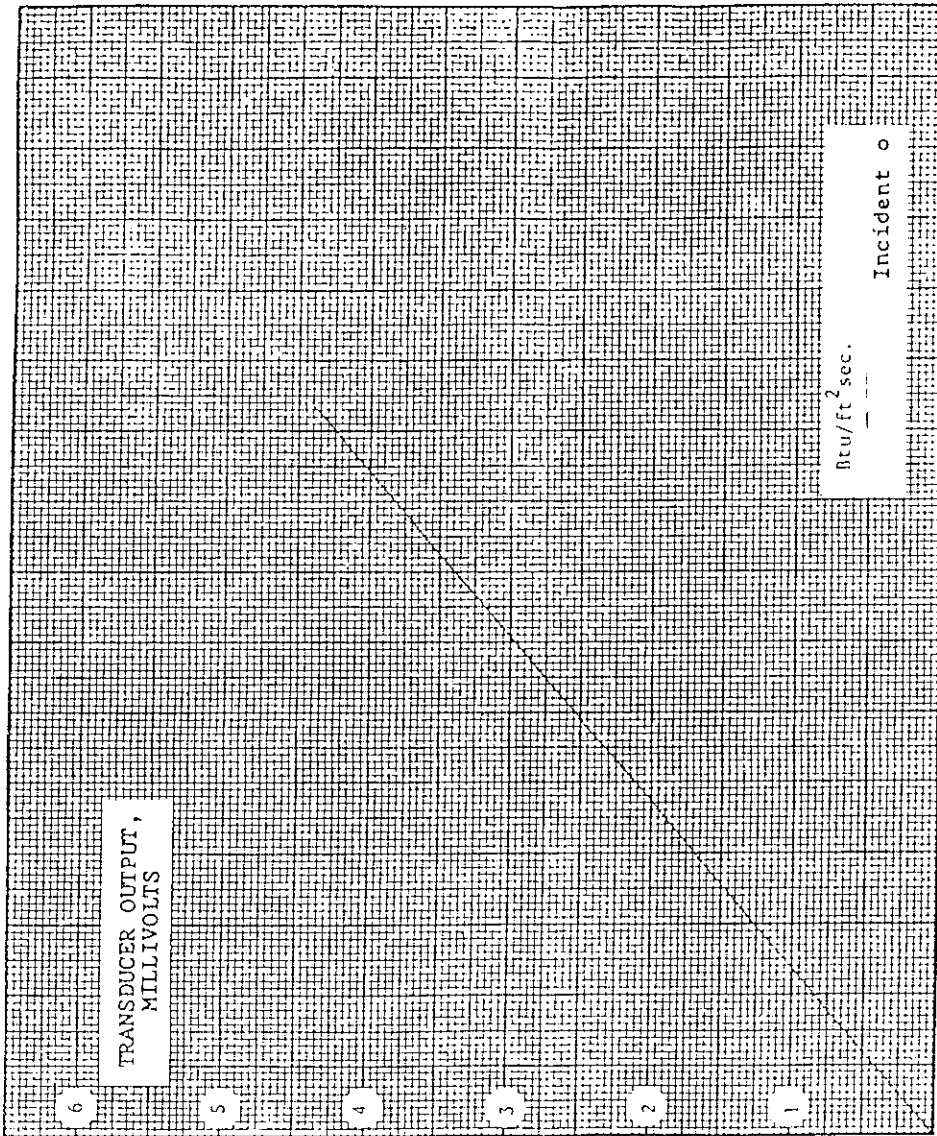 TRANSDUCER OUTPUT,
MILLIVOLTS
6
5
4
3
2
1
Btu/ft² sec.
Incident o